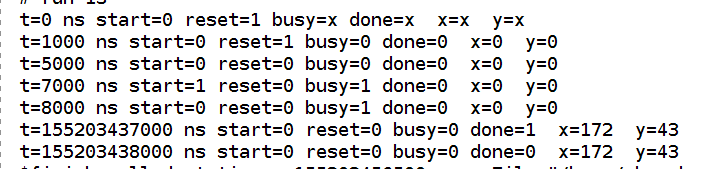 t=0 ns start=0 reset=1 busy=x done=x  x=x  y=x
t=1000 ns start=0 reset=1 busy=0 done=0  x=0  y=0
t=5000 ns start=0 reset=0 busy=0 done=0  x=0  y=0
t=7000 ns start=1 reset=0 busy=1 done=0  x=0  y=0
t=8000 ns start=0 reset=0 busy=1 done=0  x=0  y=0
t=155203437000 ns start=0 reset=0 busy=0 done=1  x=172  y=43
t=155203438000 ns start=0 reset=0 busy=0 done=0  x=172  y=43